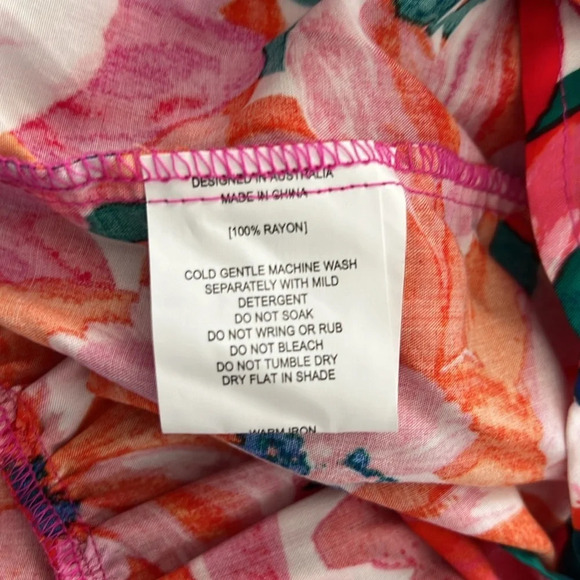 DESIGNED IN AUSTRALIA
MADE IN CHINA
[100% RAYON]
COLD GENTLE MACHINE WASH
SEPARATELY WITH MILD
DETERGENT
DO NOT SOAK
DO NOT WRING OR RUB
DO NOT BLEACH
DO NOT TUMBLE DRY
DRY FLAT IN SHADE
WARM IRON